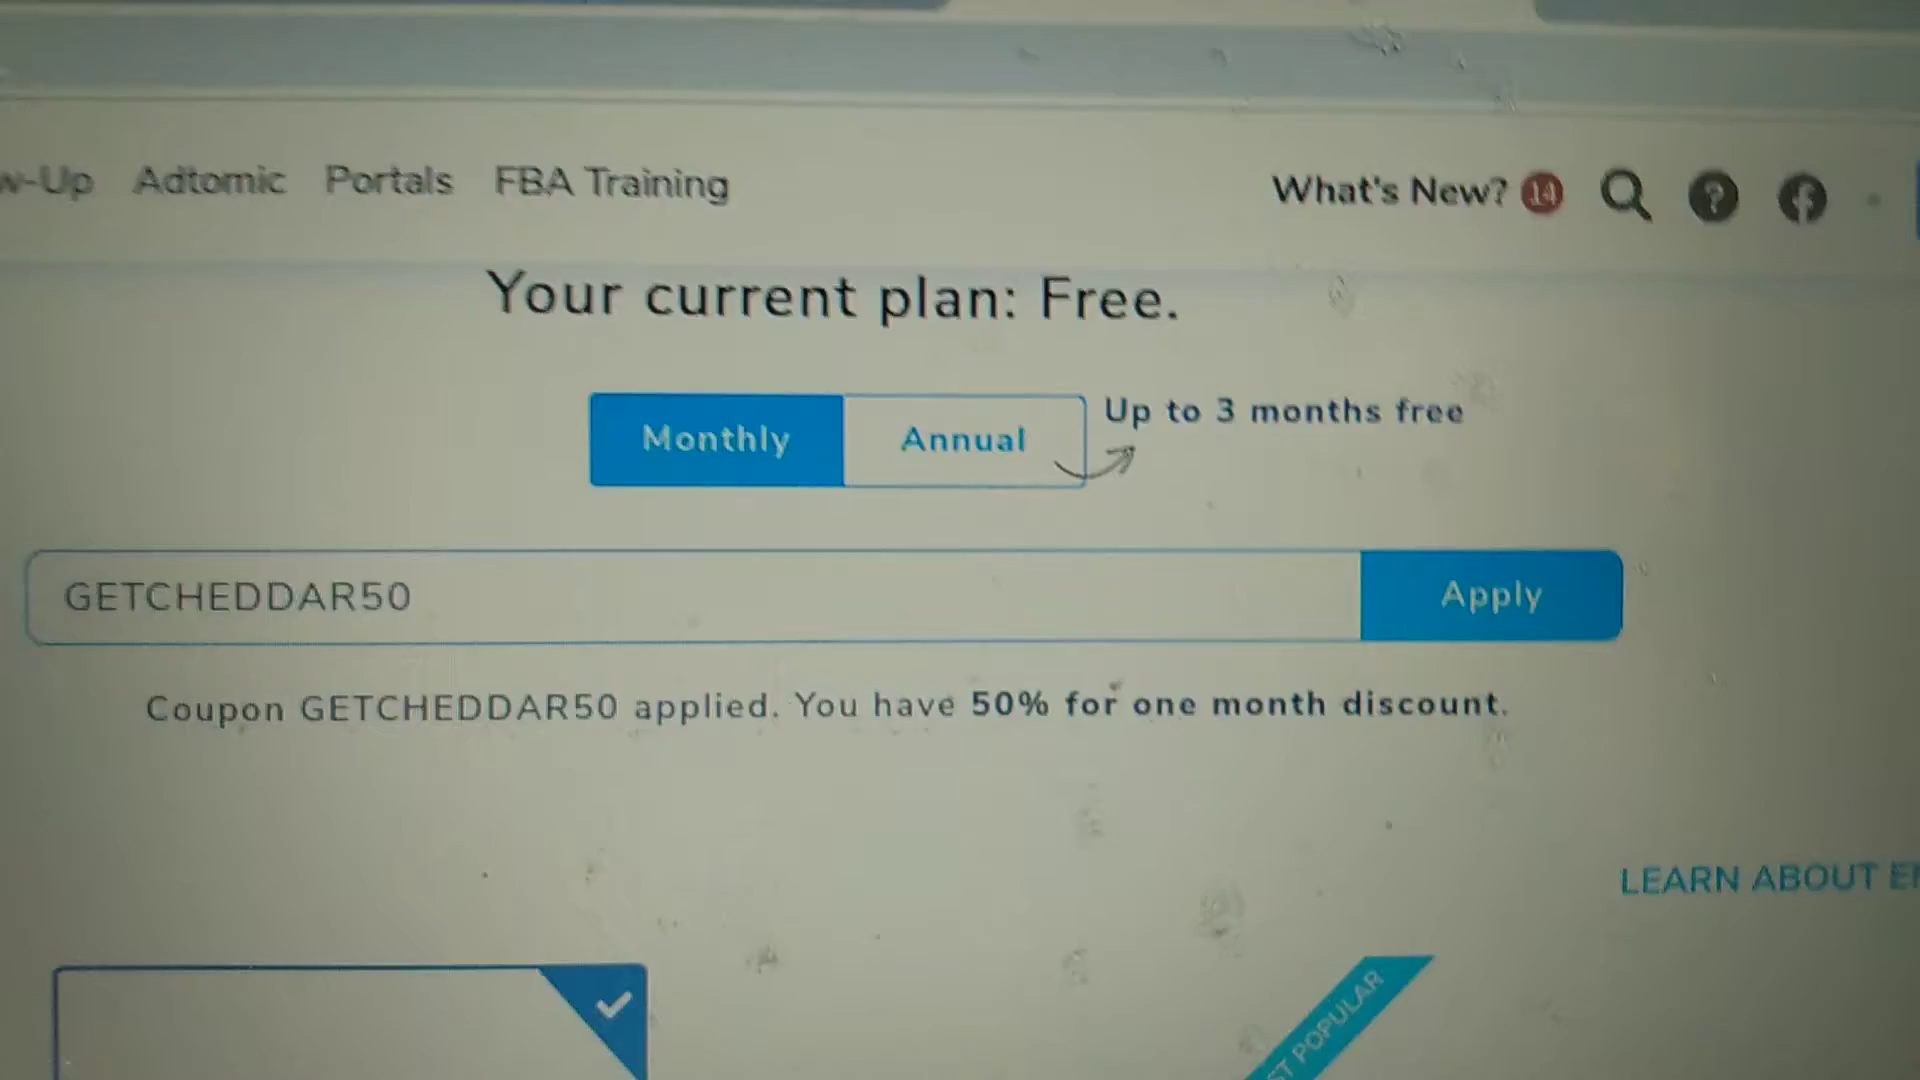 w-Up Adtomic Portals FBA Training What's New? 14
Your current plan: Free.
Monthly Annual Up to 3 months free
GETCHEDDAR50 Apply
Coupon GETCHEDDAR50 applied. You have 50% for one month discount.
LEARN ABOUT
POPULAR